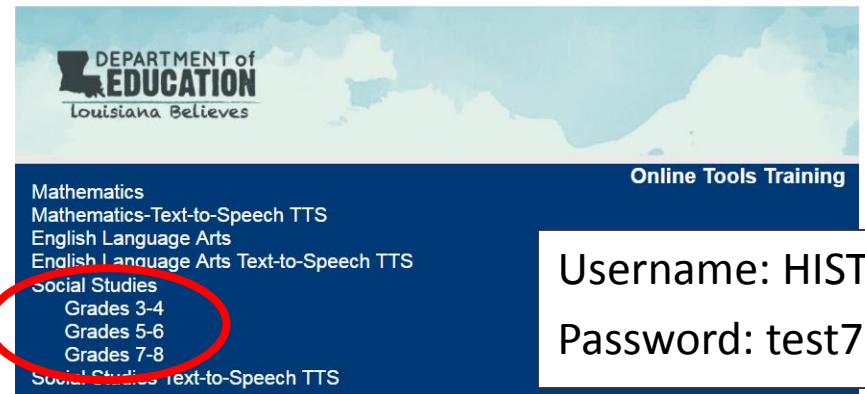 DEPARTMENT of
EDUCATION
Louisiana Believes
Online Tools Training
Mathematics
Mathematics-Text-to-Speech TTS
English Language Arts
English Language Arts Text-to-Speech TTS
Social Studies
Grades 3-4
Grades 5-6
Grades 7-8
Social Studies Text-to-Speech TTS
Username: HIST
Password: test7